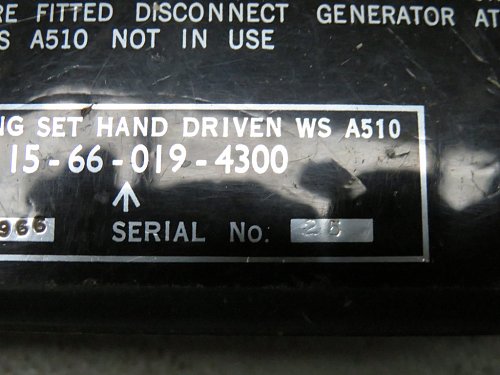 RE FITTED DISCONNECT GENERATOR AT
S A510 NOT IN USE
NG SET HAND DRIVEN WS A510
15-66-019-4300
966 SERIAL No. 26